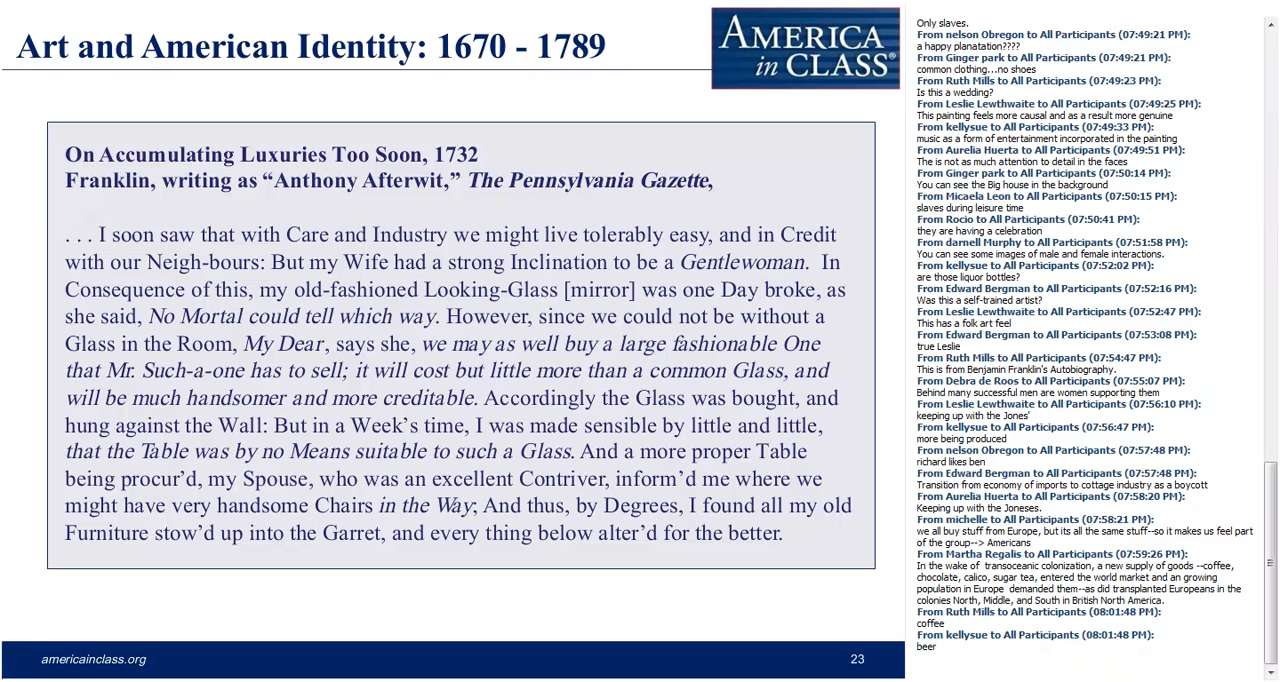 Art and American Identity: 1670 - 1789
AMERICA
in CLASS®
On Accumulating Luxuries Too Soon, 1732
Franklin, writing as “Anthony Afterwit,” The Pennsylvania Gazette,
. . . I soon saw that with Care and Industry we might live tolerably easy, and in Credit
with our Neigh-bours: But my Wife had a strong Inclination to be a Gentlewoman. In
Consequence of this, my old-fashioned Looking-Glass [mirror] was one Day broke, as
she said, No Mortal could tell which way. However, since we could not be without a
Glass in the Room, My Dear, says she, we may as well buy a large fashionable One
that Mr. Such-a-one has to sell; it will cost but little more than a common Glass, and
will be much handsomer and more creditable. Accordingly the Glass was bought, and
hung against the Wall: But in a Week’s time, I was made sensible by little and little,
that the Table was by no Means suitable to such a Glass. And a more proper Table
being procur’d, my Spouse, who was an excellent Contriver, inform’d me where we
might have very handsome Chairs in the Way; And thus, by Degrees, I found all my old
Furniture stow’d up into the Garret, and every thing below alter’d for the better.
americainclass.org
23
Only slaves.
From nelson Obregon to All Participants (07:49:21 PM):
a happy planatation????
From Ginger park to All Participants (07:49:21 PM):
common clothing...no shoes
From Ruth Mills to All Participants (07:49:23 PM):
Is this a wedding?
From Leslie Lewthwaite to All Participants (07:49:25 PM):
This painting feels more causal and as a result more genuine
From kellysue to All Participants (07:49:33 PM):
music as a form of entertainment incorporated in the painting
From Aurelia Huerta to All Participants (07:49:51 PM):
The is not as much attention to detail in the faces
From Ginger park to All Participants (07:50:14 PM):
You can see the Big house in the background
From Micaela Leon to All Participants (07:50:15 PM):
slaves during leisure time
From Rocio to All Participants (07:50:41 PM):
they are having a celebration
From darnell Murphy to All Participants (07:51:58 PM):
You can see some images of male and female interactions.
From kellysue to All Participants (07:52:02 PM):
are those liquor bottles?
From Edward Bergman to All Participants (07:52:16 PM):
Was this a self-trained artist?
From Leslie Lewthwaite to All Participants (07:52:47 PM):
This has a folk art feel
From Edward Bergman to All Participants (07:53:08 PM):
true Leslie
From Ruth Mills to All Participants (07:54:47 PM):
This is from Benjamin Franklin's Autobiography.
From Debra de Roos to All Participants (07:55:07 PM):
Behind many successful men are women supporting them
From Leslie Lewthwaite to All Participants (07:56:10 PM):
keeping up with the Jones'
From kellysue to All Participants (07:56:47 PM):
more being produced
From nelson Obregon to All Participants (07:57:48 PM):
richard likes ben
From Edward Bergman to All Participants (07:57:48 PM):
Transition from economy of imports to cottage industry as a boycott
From Aurelia Huerta to All Participants (07:58:20 PM):
Keeping up with the Joneses.
From michelle to All Participants (07:58:21 PM):
we all buy stuff from Europe, but its all the same stuff--so it makes us feel part
of the group--> Americans
From Martha Regalis to All Participants (07:59:26 PM):
In the wake of transoceanic colonization, a new supply of goods --coffee,
chocolate, calico, sugar tea, entered the world market and an growing
population in Europe demanded them--as did transplanted Europeans in the
colonies North, Middle, and South in British North America.
From Ruth Mills to All Participants (08:01:48 PM):
coffee
From kellysue to All Participants (08:01:48 PM):
beer